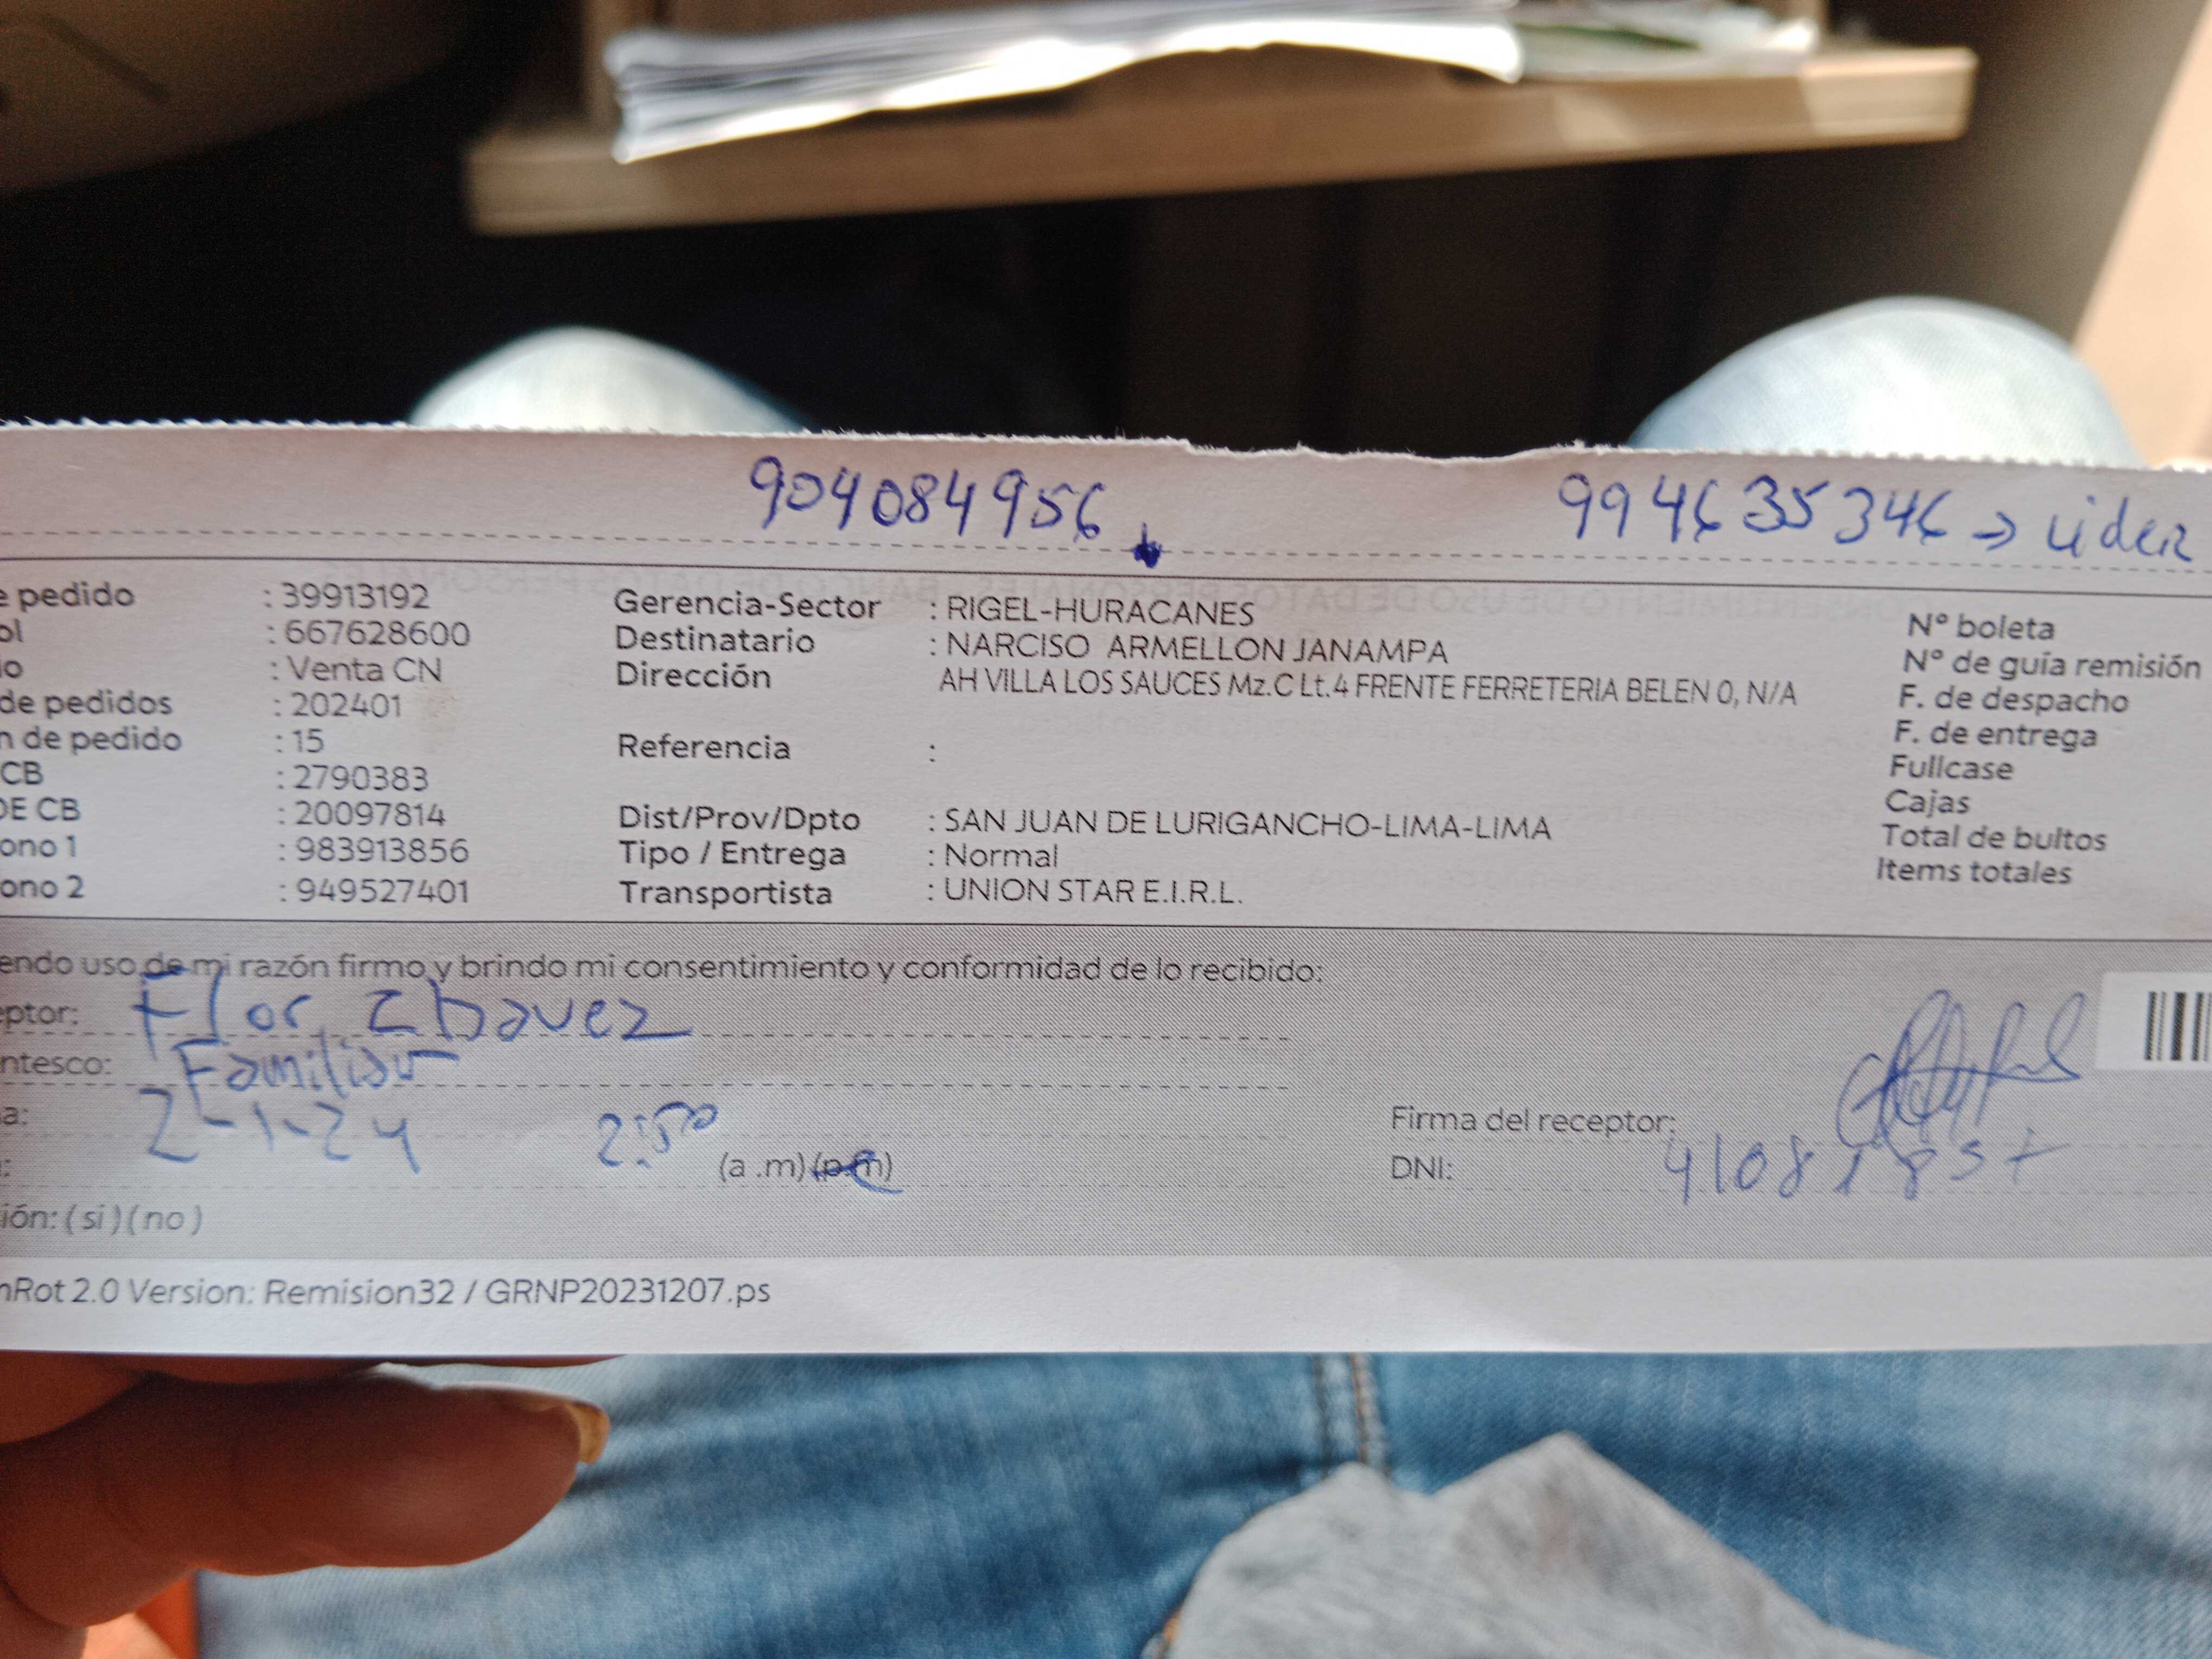 904084956 994635346 → Lider
e pedido : 39913192 Gerencia-Sector : RIGEL-HURACANES Nº boleta
ol : 667628600 Destinatario : NARCISO ARMELLON JANAMPA Nº de guía remisión
io : Venta CN Dirección AH VILLA LOS SAUCES Mz.C Lt.4 FRENTE FERRETERIA BELEN 0, N/A F. de despacho
de pedidos : 202401 F. de entrega
n de pedido : 15 Referencia : Fullcase
CB : 2790383 Cajas
DE CB : 20097814 Dist/Prov/Dpto : SAN JUAN DE LURIGANCHO-LIMA-LIMA Total de bultos
ono 1 : 983913856 Tipo / Entrega : Normal Items totales
ono 2 : 949527401 Transportista : UNION STAR E.I.R.L.
endo uso de mi razón firmo y brindo mi consentimiento y conformidad de lo recibido:
eptor: Flor Chavez
ntesco: Familiar
a: 2-1-24 2:50 Firma del receptor:
: (a .m) (p.m) DNI:
ión: (si) (no)
nRot 2.0 Version: Remision32 / GRNP20231207.ps